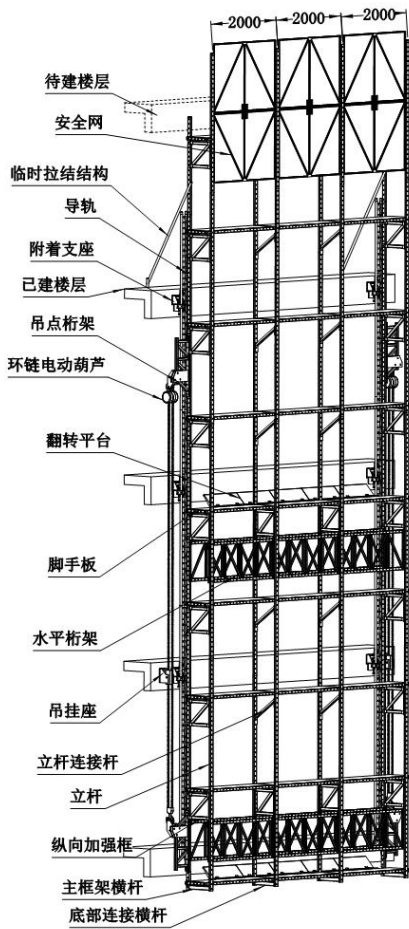 2000 2000 2000
待建楼层
安全网
临时拉结结构
导轨
附着支座
已建楼层
吊点桁架
环链电动葫芦
翻转平台
脚手板
水平桁架
吊挂座
立杆连接杆
立杆
纵向加强框
主框架横杆
底部连接横杆